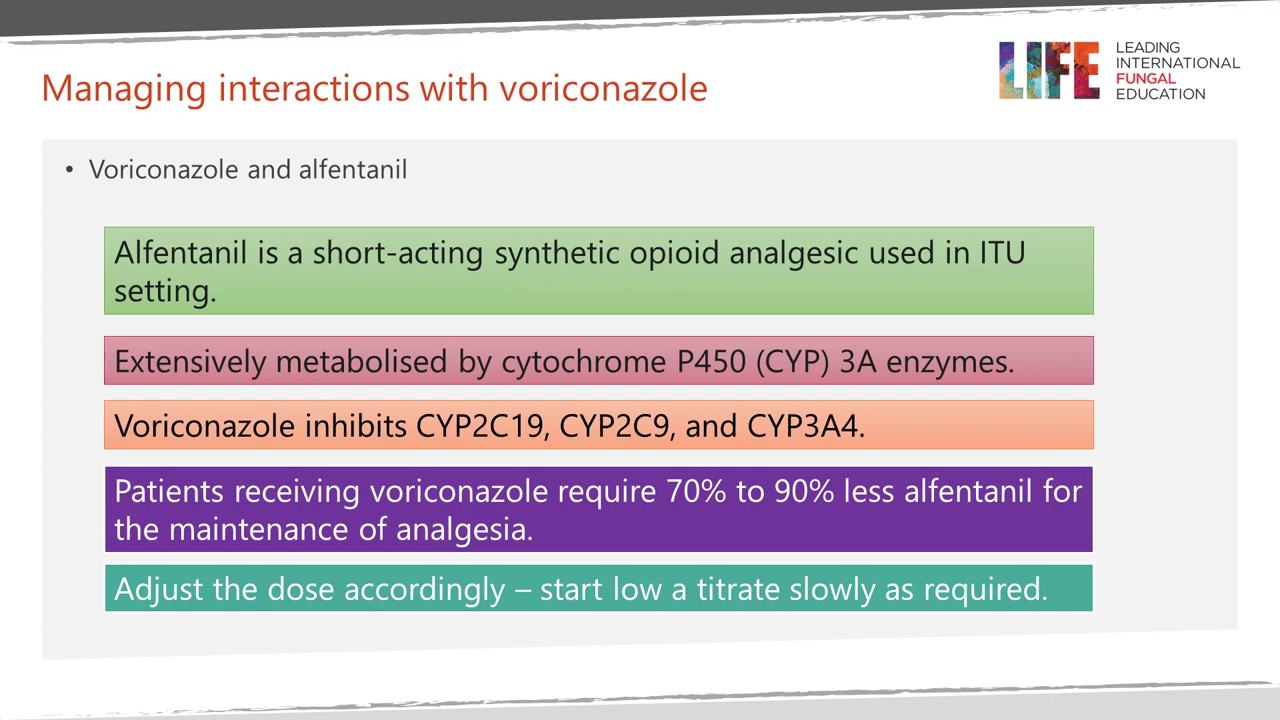 Managing interactions with voriconazole
LIFE
LEADING
INTERNATIONAL
FUNGAL
EDUCATION
• Voriconazole and alfentanil
Alfentanil is a short-acting synthetic opioid analgesic used in ITU
setting.
Extensively metabolised by cytochrome P450 (CYP) 3A enzymes.
Voriconazole inhibits CYP2C19, CYP2C9, and CYP3A4.
Patients receiving voriconazole require 70% to 90% less alfentanil for
the maintenance of analgesia.
Adjust the dose accordingly – start low a titrate slowly as required.